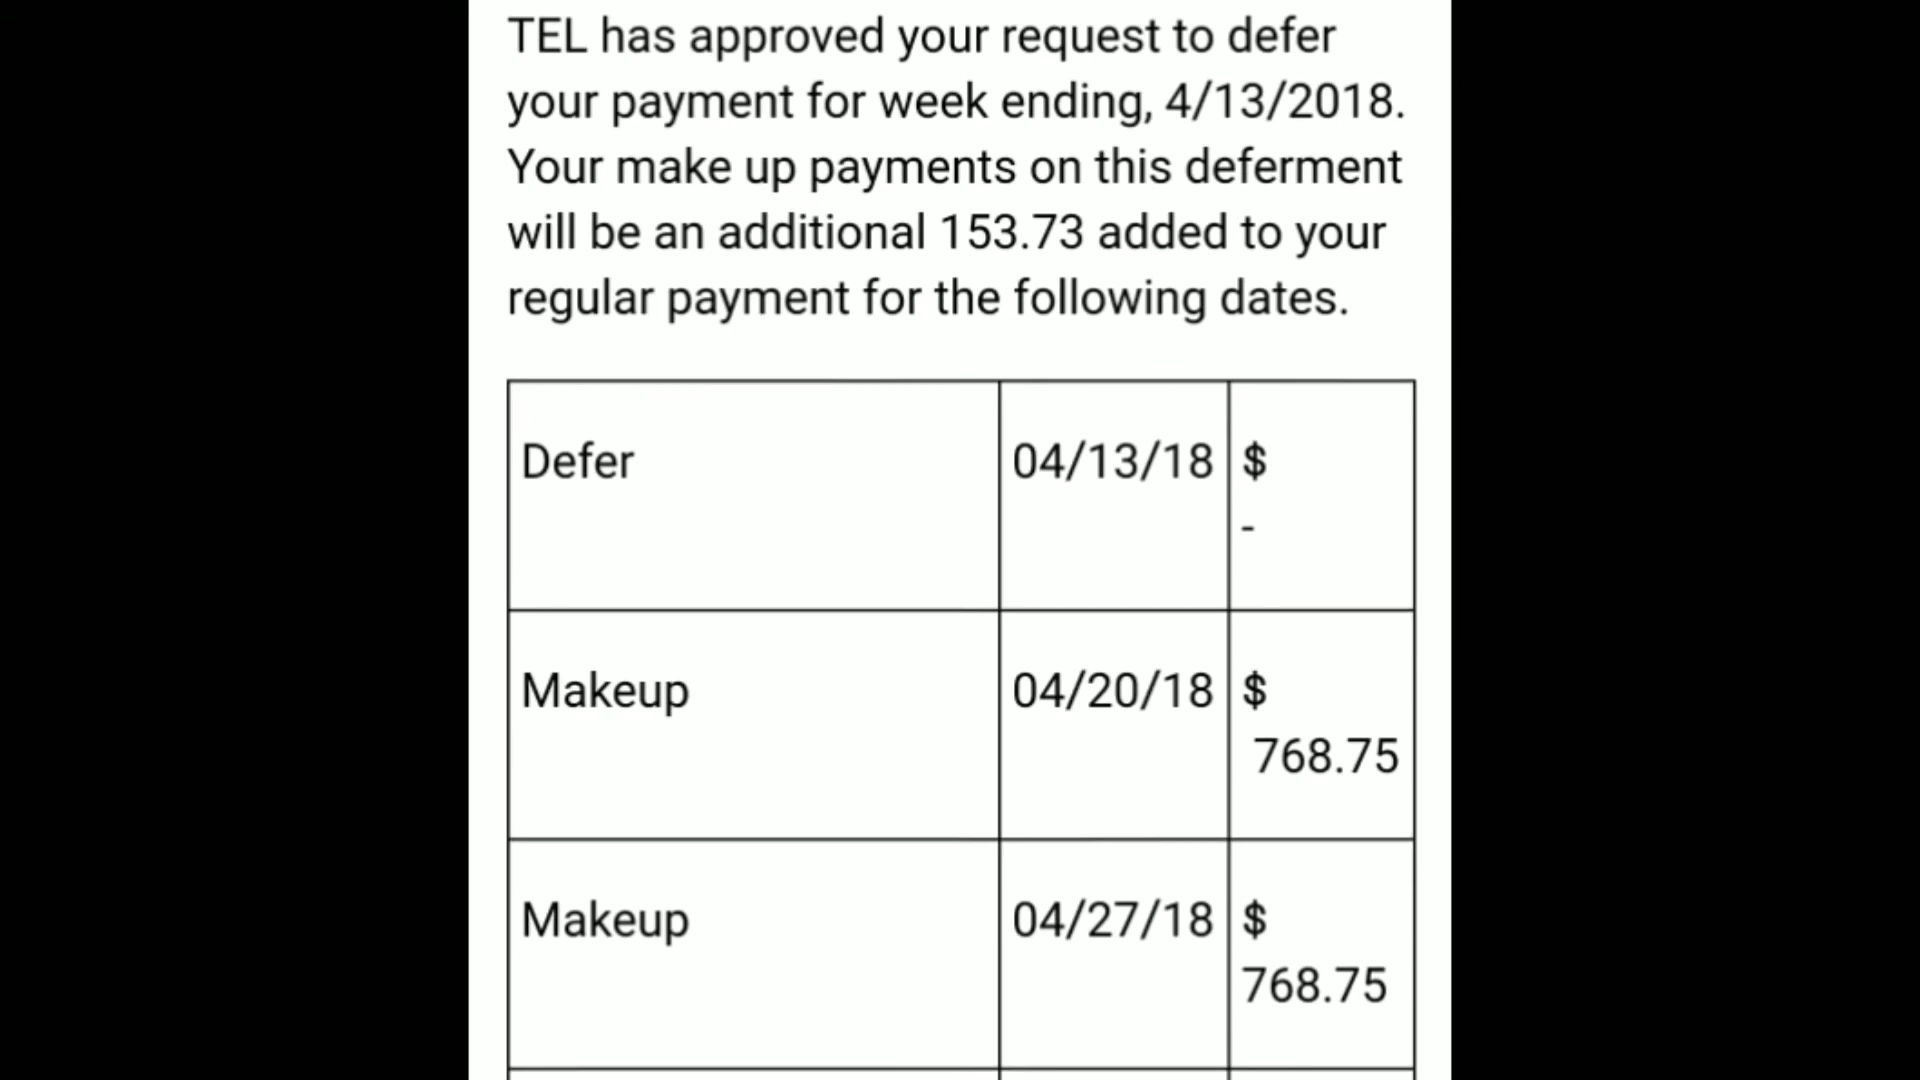 TEL has approved your request to defer
your payment for week ending, 4/13/2018.
Your make up payments on this deferment
will be an additional 153.73 added to your
regular payment for the following dates.
Defer 04/13/18 $
-
Makeup 04/20/18 $
768.75
Makeup 04/27/18 $
768.75